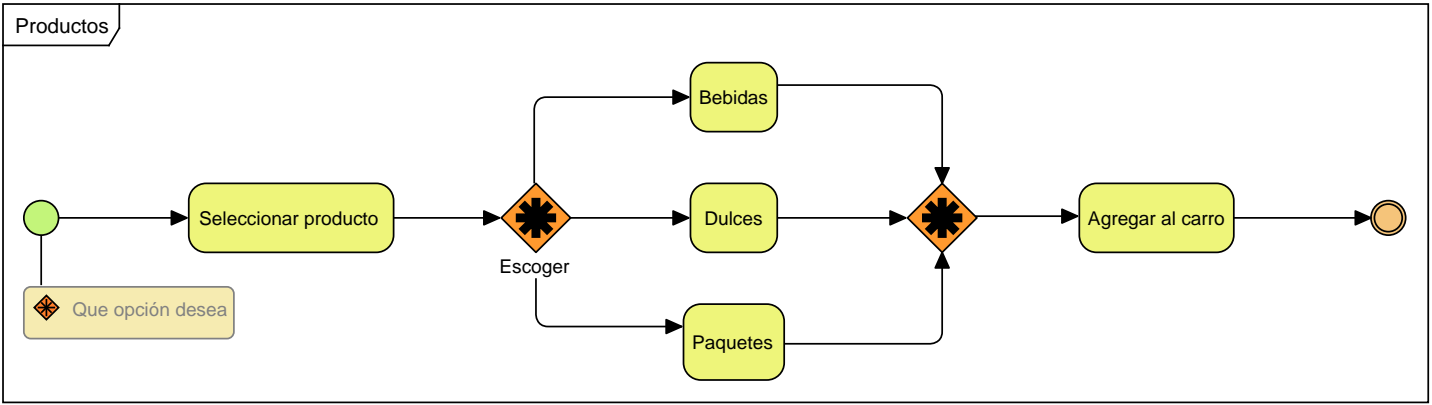 Productos
Bebidas
Seleccionar producto
Dulces
Agregar al carro
Escoger
Que opción desea
Paquetes